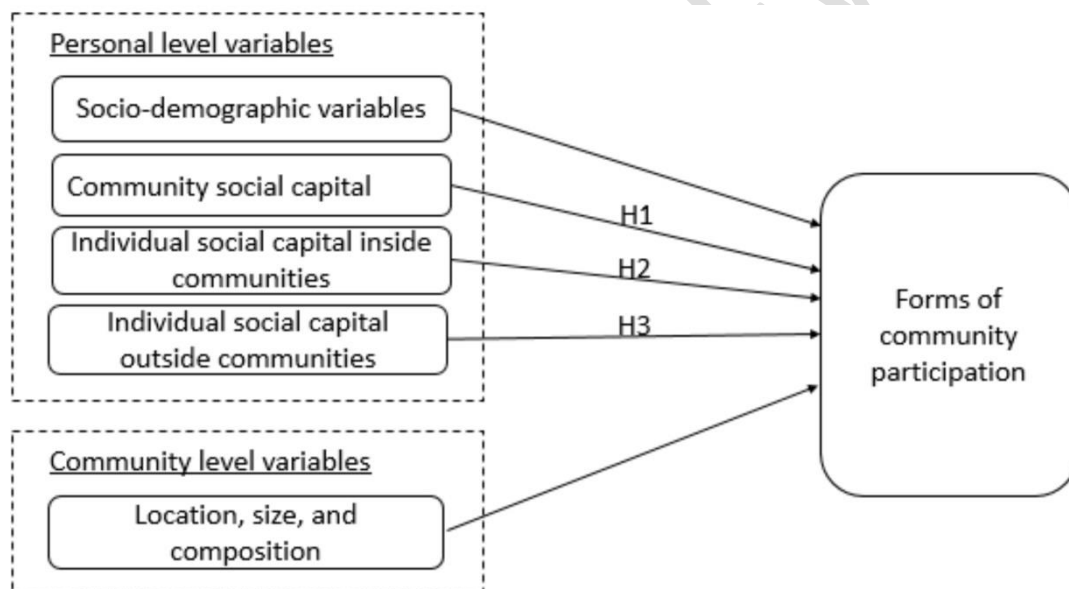 Personal level variables
Socio-demographic variables
Community social capital
Individual social capital inside
communities
Individual social capital
outside communities
H1
H2
H3
Forms of
community
participation
Community level variables
Location, size, and
composition